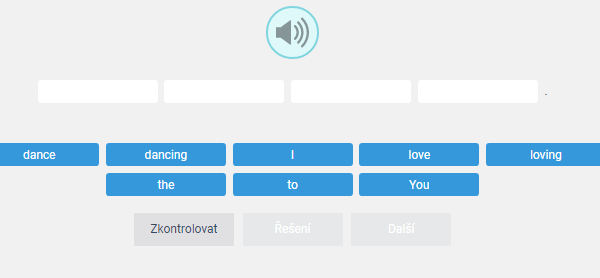 .
dance dancing I love loving
the to You
Zkontrolovat Řešení Další